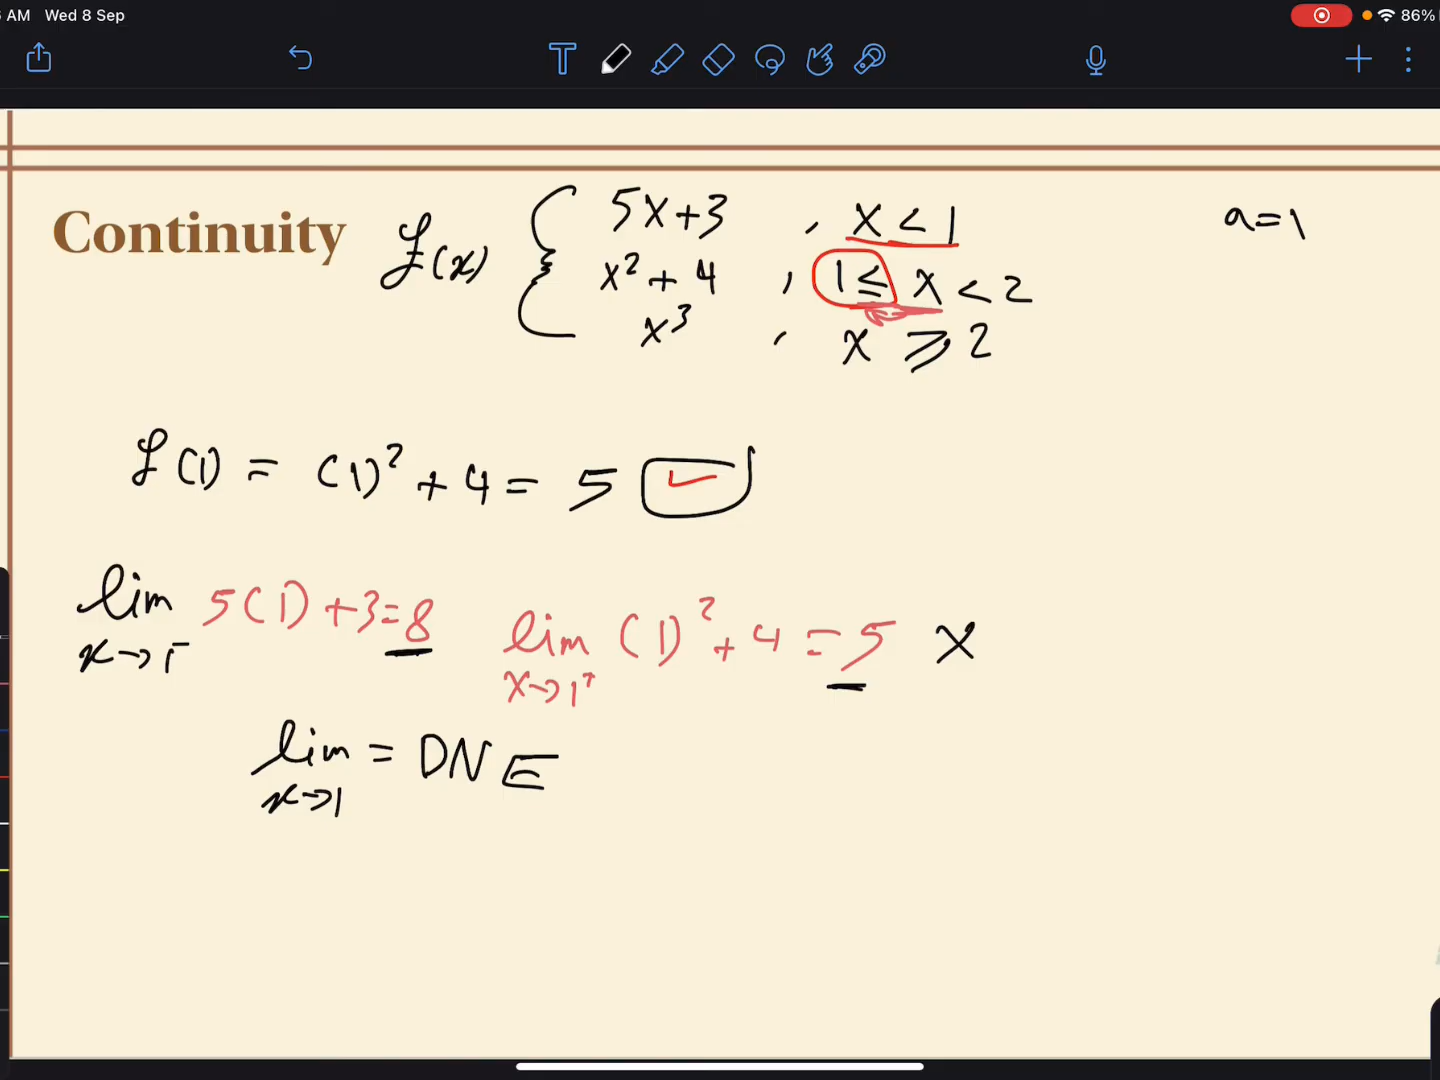 AM Wed 8 Sep 86%
T
Continuity f(x) { 5x+3 , x < 1 a=1
x² + 4 , 1 ≤ x < 2
x³ , x ≥ 2
f(1) = (1)² + 4 = 5 ✓
lim x→1⁻ 5(1)+3=8 lim x→1⁺ (1)² + 4 = 5 X
lim x→1 = DNE